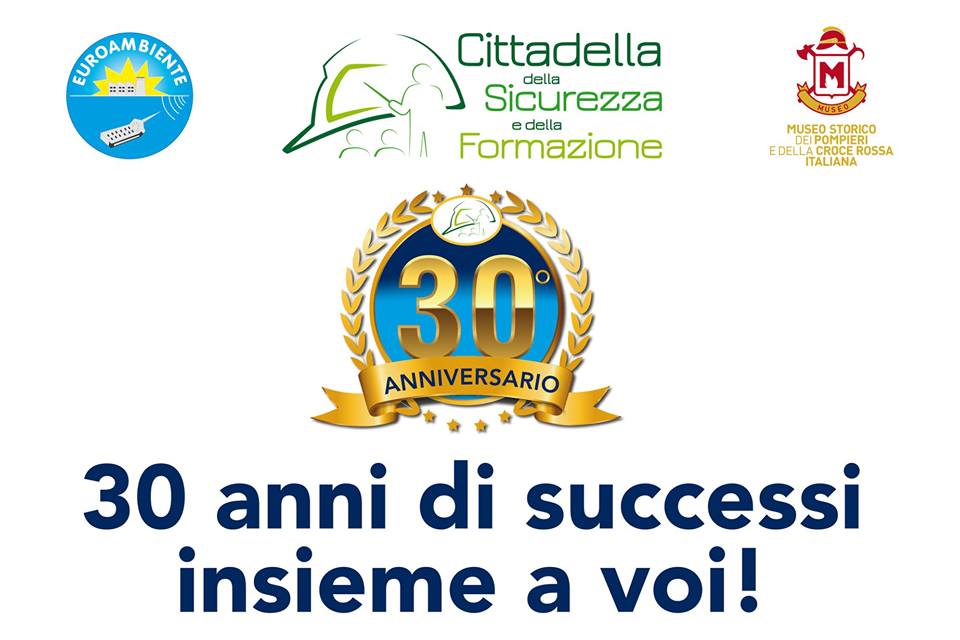 EUROAMBIENTE
Cittadella
della
Sicurezza
e della
Formazione
M
MUSEO
MUSEO STORICO
DEI POMPIERI
E DELLA CROCE ROSSA
ITALIANA
30°
ANNIVERSARIO
30 anni di successi
insieme a voi!